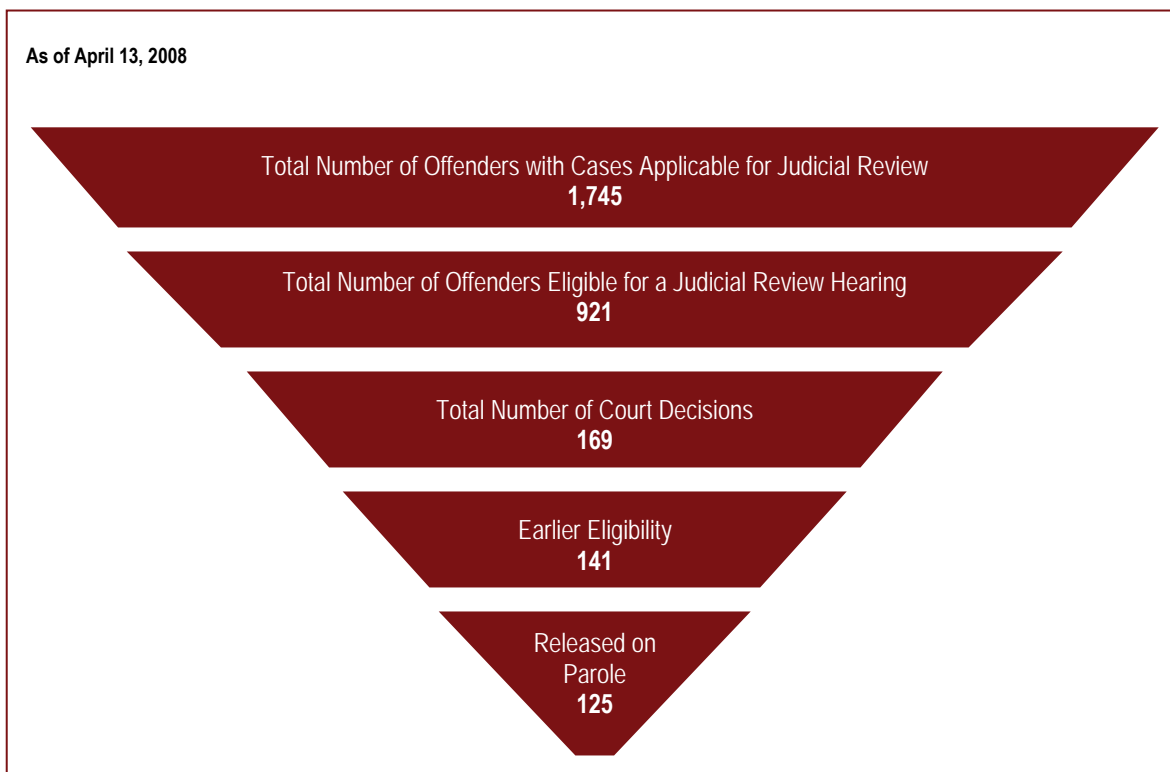 As of April 13, 2008
Total Number of Offenders with Cases Applicable for Judicial Review
1,745
Total Number of Offenders Eligible for a Judicial Review Hearing
921
Total Number of Court Decisions
169
Earlier Eligibility
141
Released on
Parole
125